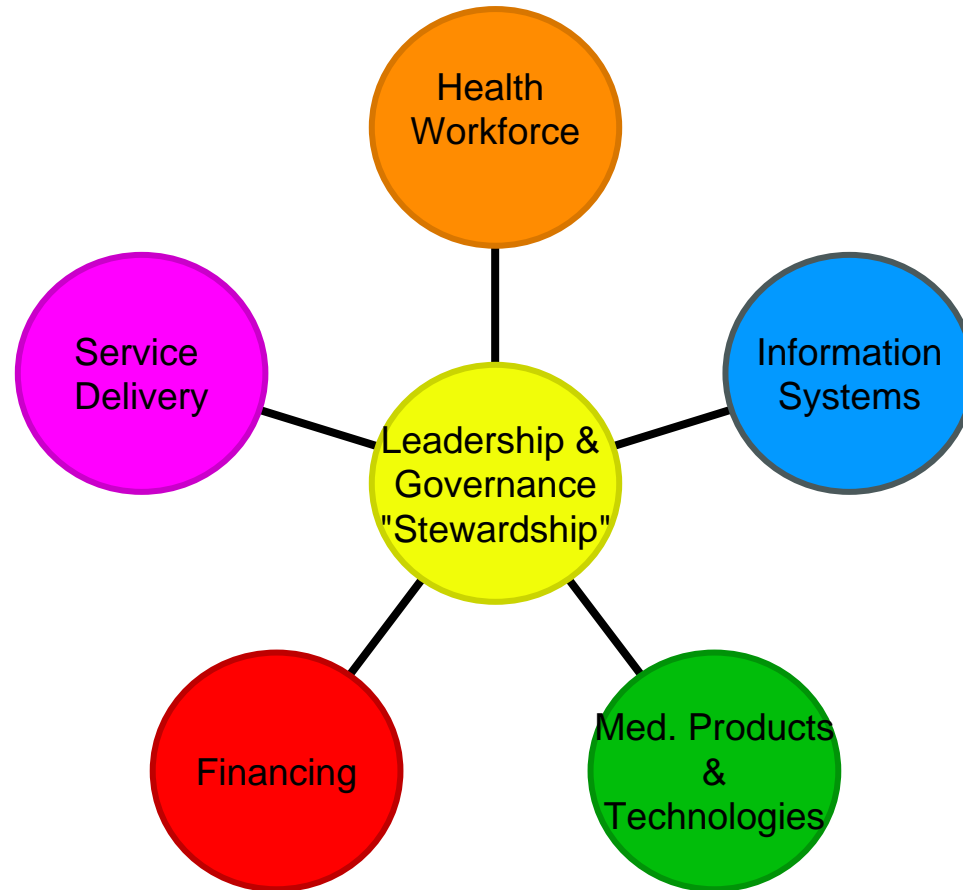 Health
Workforce
Service
Delivery
Information
Systems
Leadership &
Governance
"Stewardship"
Financing
Med. Products
&
Technologies